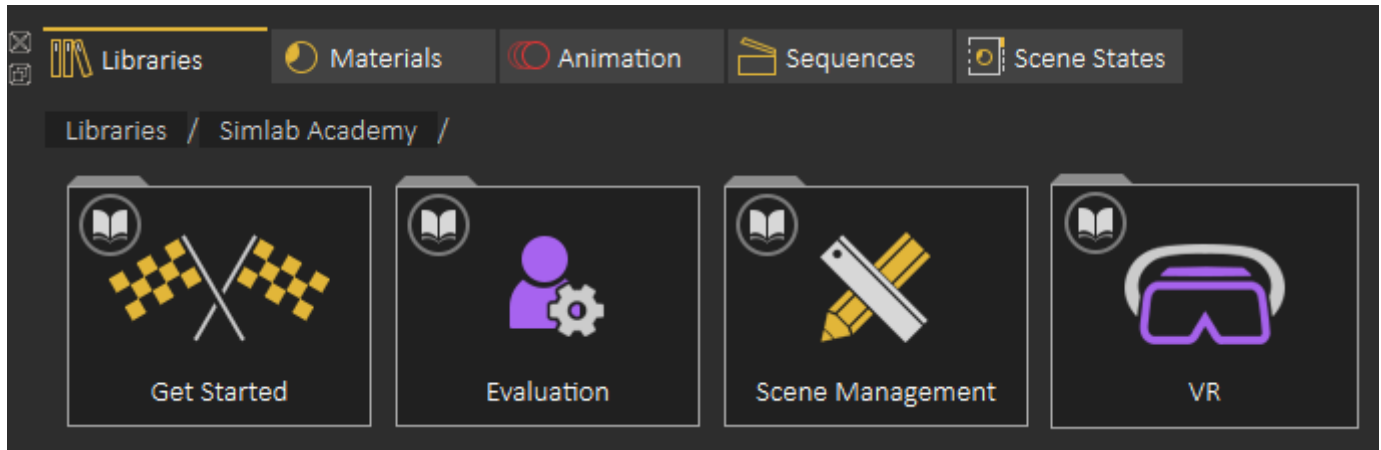 Libraries Materials Animation Sequences Scene States
Libraries / Simlab Academy /
Get Started Evaluation Scene Management VR